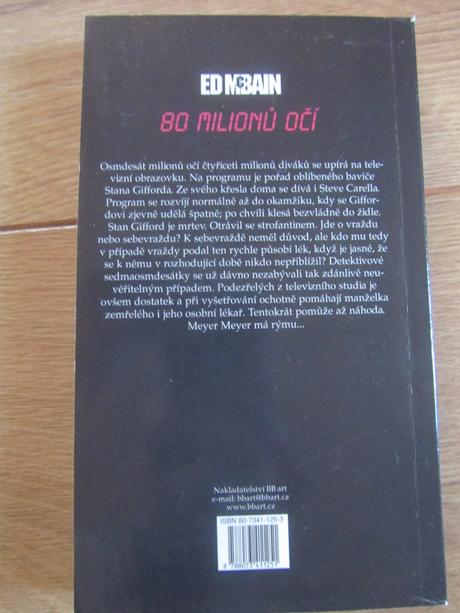 ED McBAIN
80 MILIONŮ OČÍ
Osmdesát milionů očí čtyřiceti milionů diváků se upírá na tele-
vizní obrazovku. Na programu je pořad oblíbeného baviče
Stana Gifforda. Ze svého křesla doma se dívá i Steve Carella.
Program se rozvíjí normálně až do okamžiku, kdy se Giffor-
dovi zjevně udělá špatně; po chvíli klesá bezvládně do židle.
Stan Gifford je mrtev. Otrávil se strofantinem. Jde o vraždu
nebo sebevraždu? K sebevraždě neměl důvod, ale kdo mu tedy
v případě vraždy podal ten rychle působí lék, když je jasné, že
se k němu v rozhodující době nikdo nepřiblížil? Detektivové
sedmaosmdesátky se už dávno nezabývali tak zdánlivě neu-
věřitelným případem. Podezřelých z televizního studia je
ovšem dostatek a při vyšetřování ochotně pomáhají manželka
zemřelého i jeho osobní lékař. Tentokrát pomůže až náhoda.
Meyer Meyer má rýmu...
Nakladatelství BB art
e-mail: bbart@bbart.cz
www.bbart.cz
ISBN 80-7341-125-3
9 788073 411251